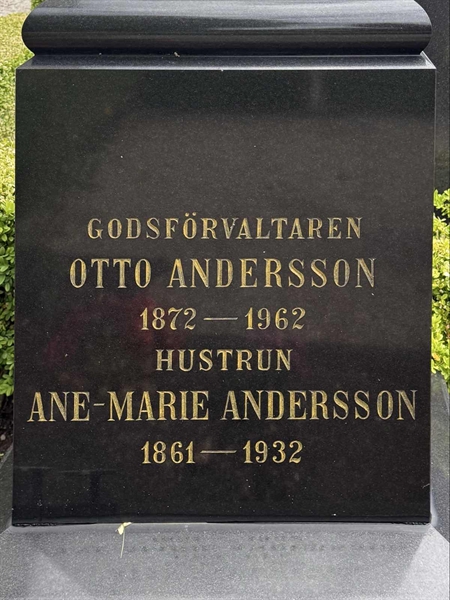 GODSFÖRVALTAREN
OTTO ANDERSSON
1872 — 1962
HUSTRUN
ANE-MARIE ANDERSSON
1861 — 1932